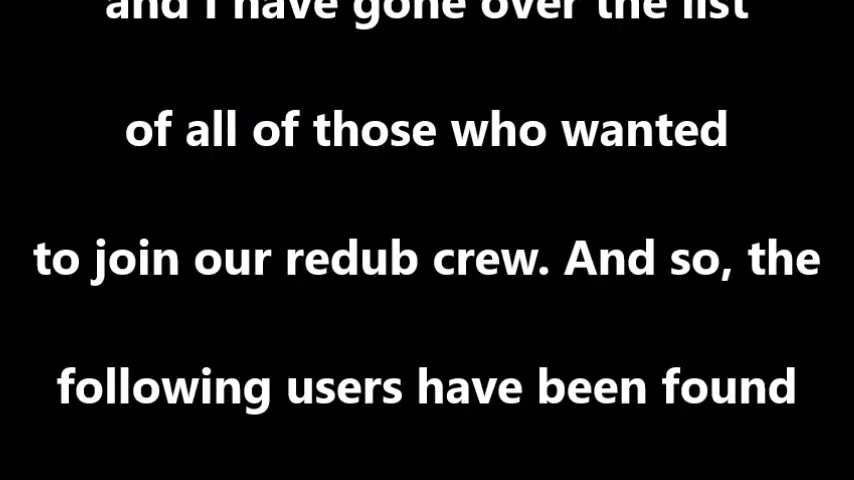 and I have gone over the list
of all of those who wanted
to join our redub crew. And so, the
following users have been found